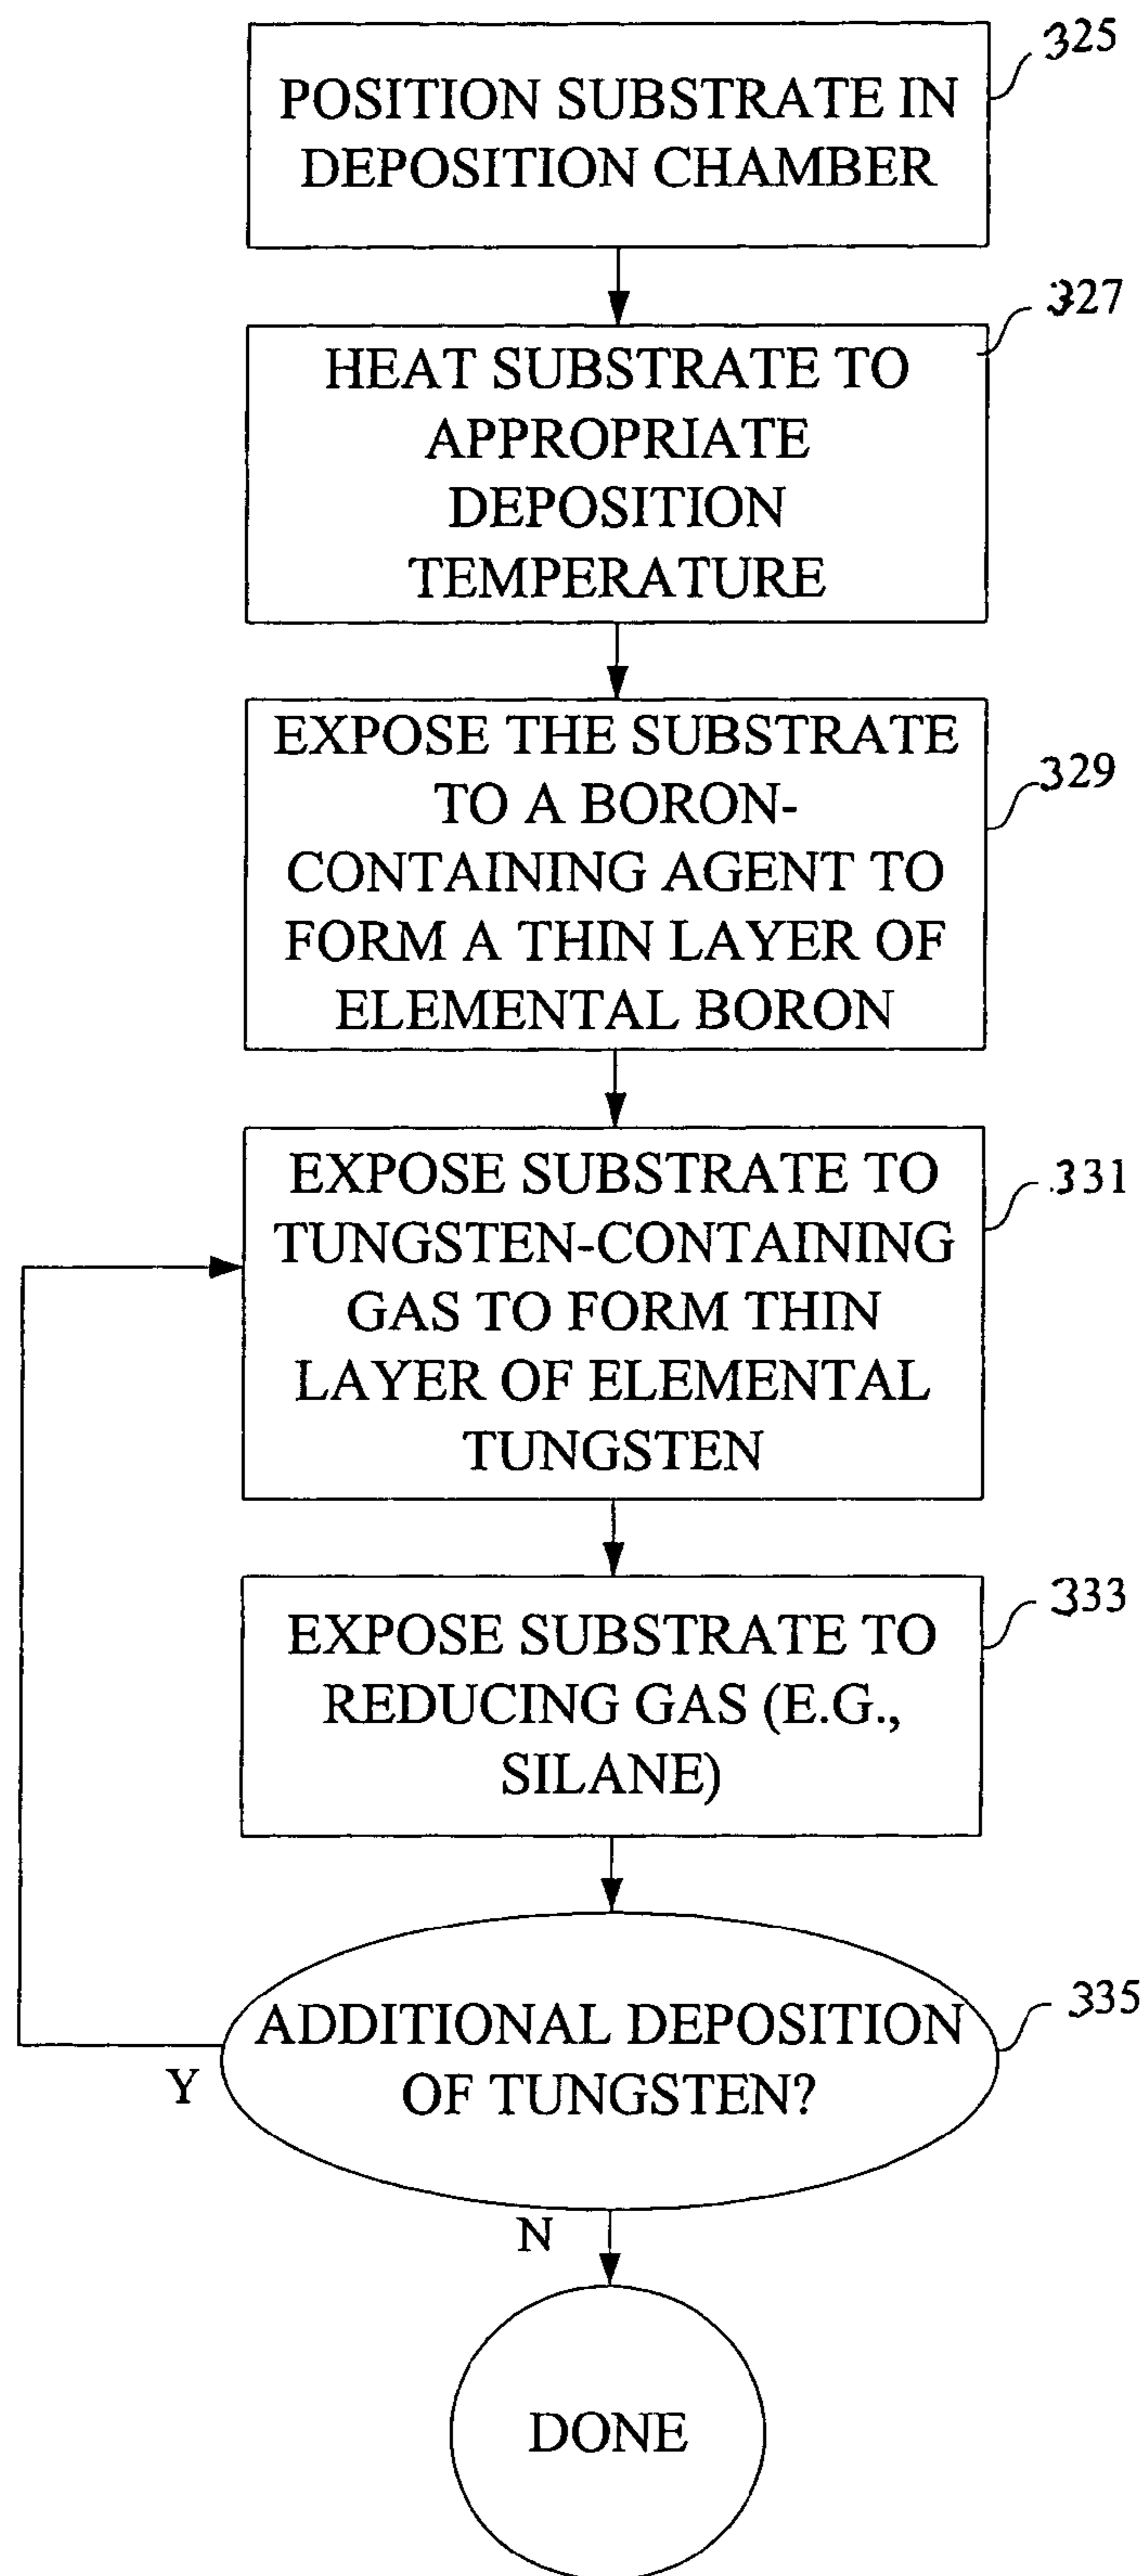 325
POSITION SUBSTRATE IN
DEPOSITION CHAMBER
327
HEAT SUBSTRATE TO
APPROPRIATE
DEPOSITION
TEMPERATURE
329
EXPOSE THE SUBSTRATE
TO A BORON-
CONTAINING AGENT TO
FORM A THIN LAYER OF
ELEMENTAL BORON
331
EXPOSE SUBSTRATE TO
TUNGSTEN-CONTAINING
GAS TO FORM THIN
LAYER OF ELEMENTAL
TUNGSTEN
333
EXPOSE SUBSTRATE TO
REDUCING GAS (E.G.,
SILANE)
335
ADDITIONAL DEPOSITION
OF TUNGSTEN?
Y
N
DONE